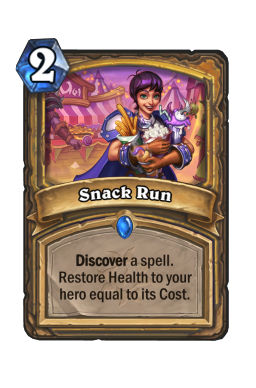 2
Snack Run
Discover a spell.
Restore Health to your
hero equal to its Cost.